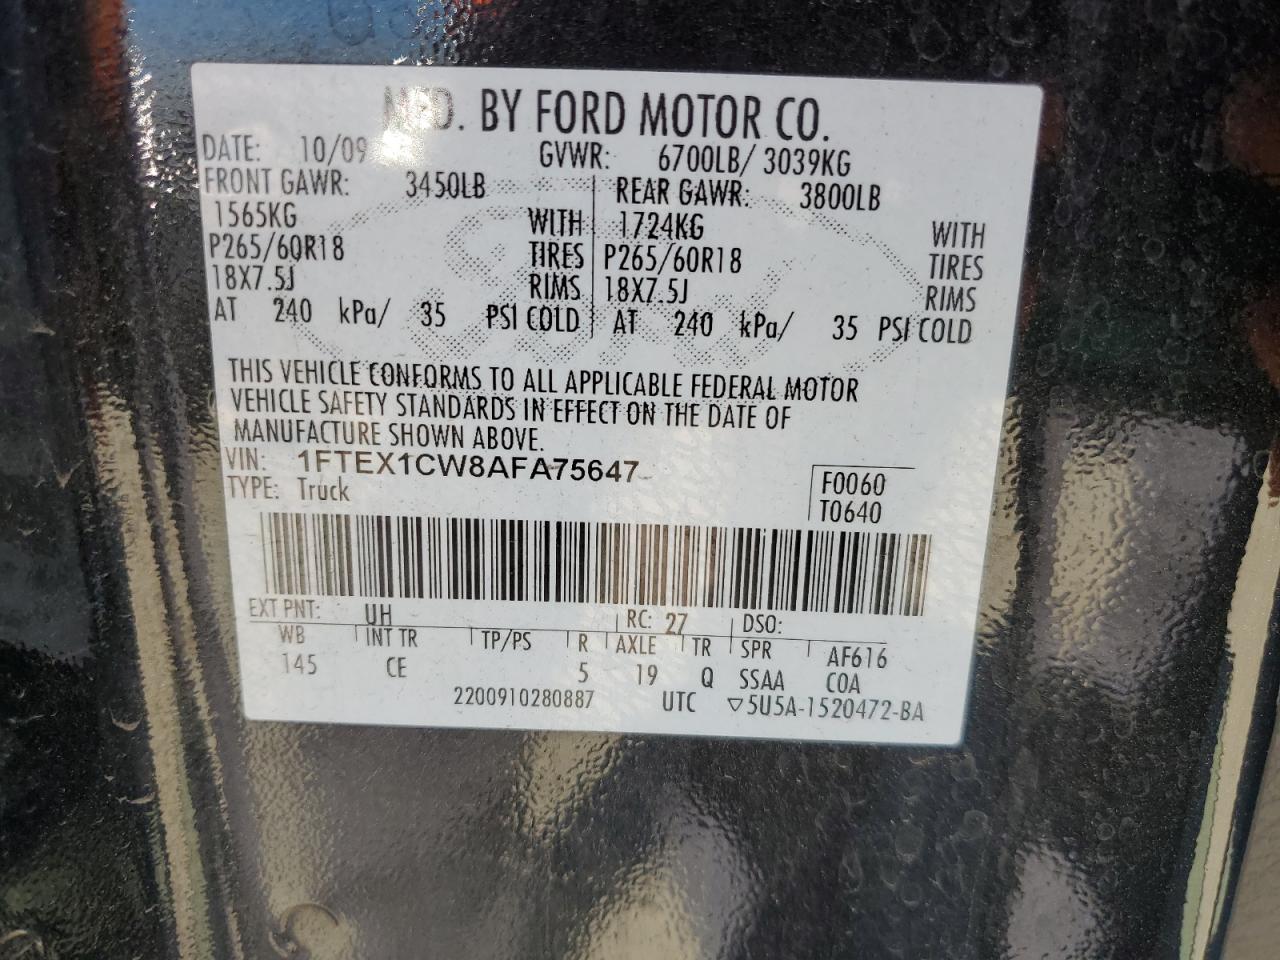 MFD. BY FORD MOTOR CO.
DATE: 10/09 GVWR: 6700LB/ 3039KG
FRONT GAWR: 3450LB REAR GAWR: 3800LB
1565KG WITH 1724KG WITH
P265/60R18 TIRES P265/60R18 TIRES
18X7.5J RIMS 18X7.5J RIMS
AT 240 kPa/ 35 PSI COLD AT 240 kPa/ 35 PSI COLD
THIS VEHICLE CONFORMS TO ALL APPLICABLE FEDERAL MOTOR
VEHICLE SAFETY STANDARDS IN EFFECT ON THE DATE OF
MANUFACTURE SHOWN ABOVE.
VIN: 1FTEX1CW8AFA75647 F0060
TYPE: Truck T0640
EXT PNT: UH RC: 27 DSO:
WB INT TR TP/PS R AXLE TR SPR AF616
145 CE 5 19 Q SSAA COA
2200910280887 UTC ▽5U5A-1520472-BA